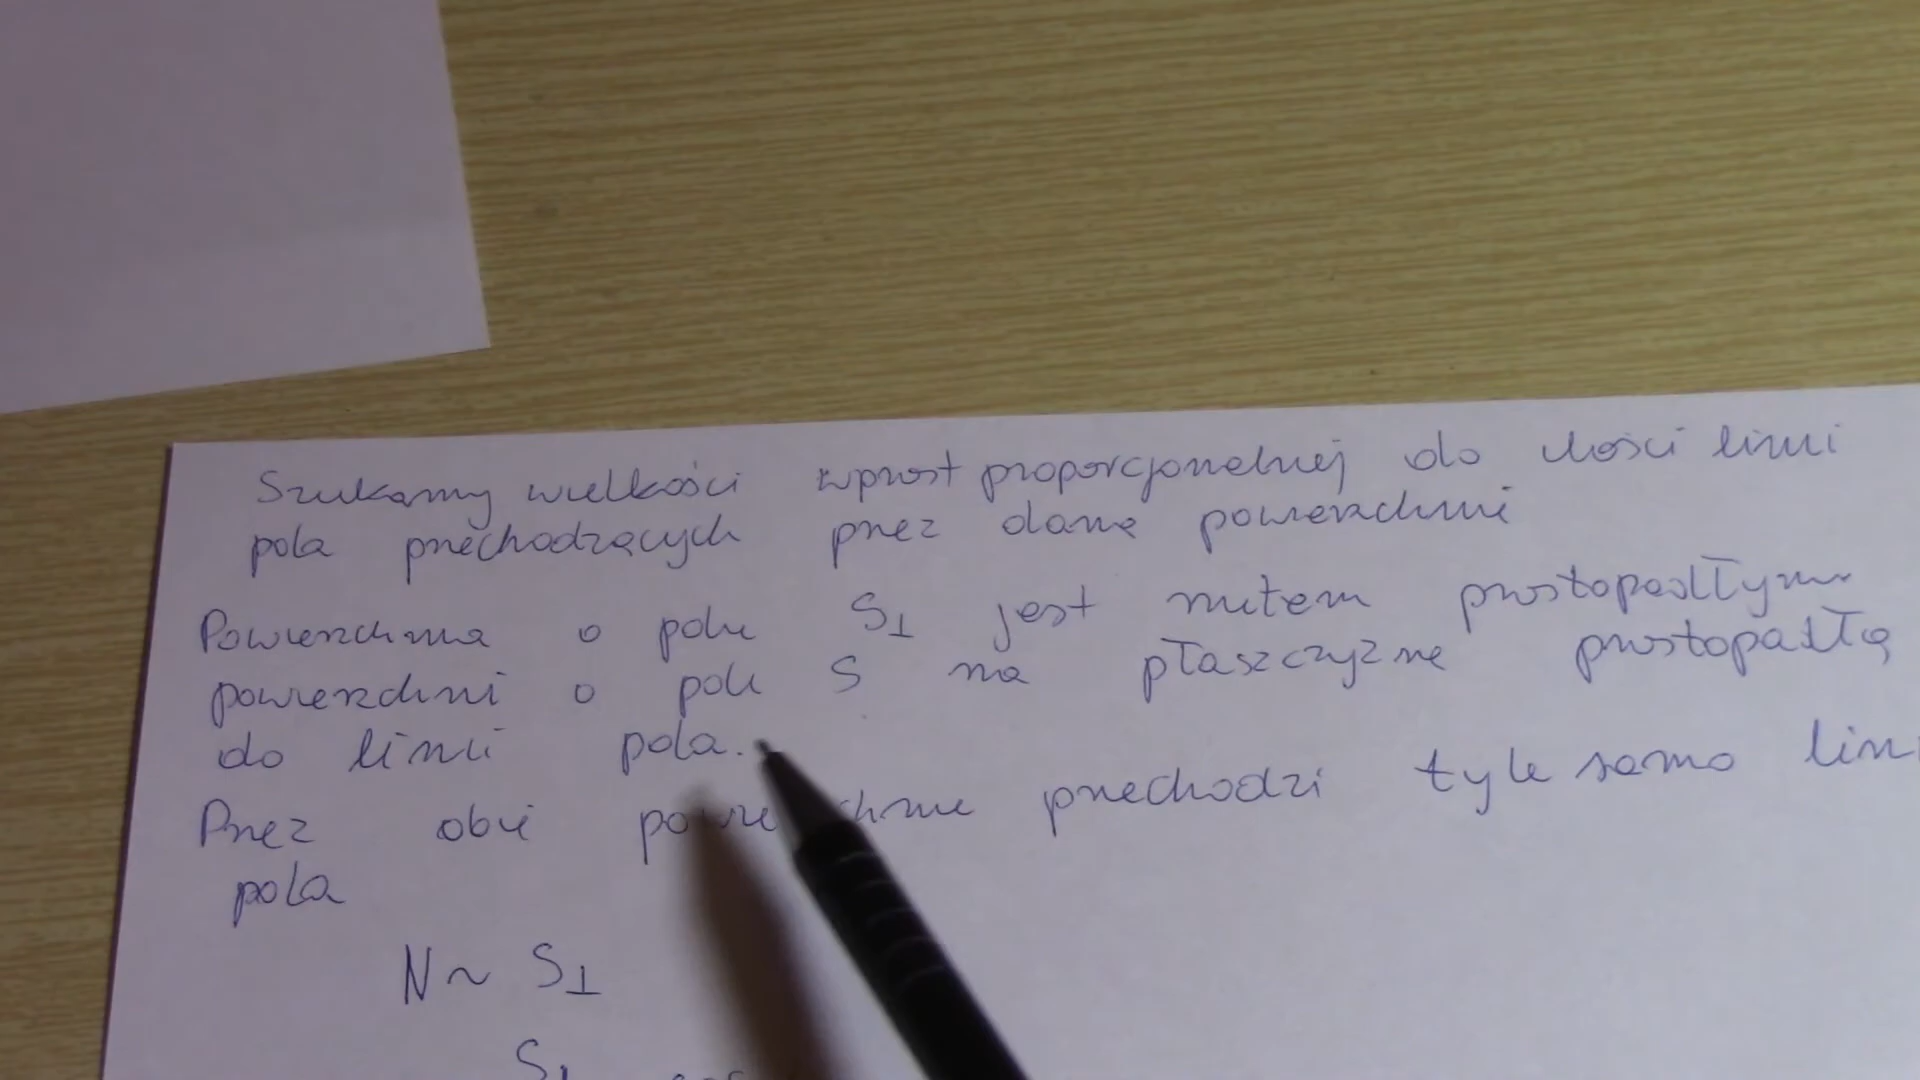 Szukamy wielkości wprost proporcjonalnej do ilości linii
pola przechodzących przez daną powierzchnię
Powierzchnia o polu S⊥ jest rzutem prostopadłym
powierzchni o polu S na płaszczyznę prostopadłą
do linii pola.
Przez obie powierzchnie przechodzi tyle samo lini
pola
N ~ S⊥
S⊥